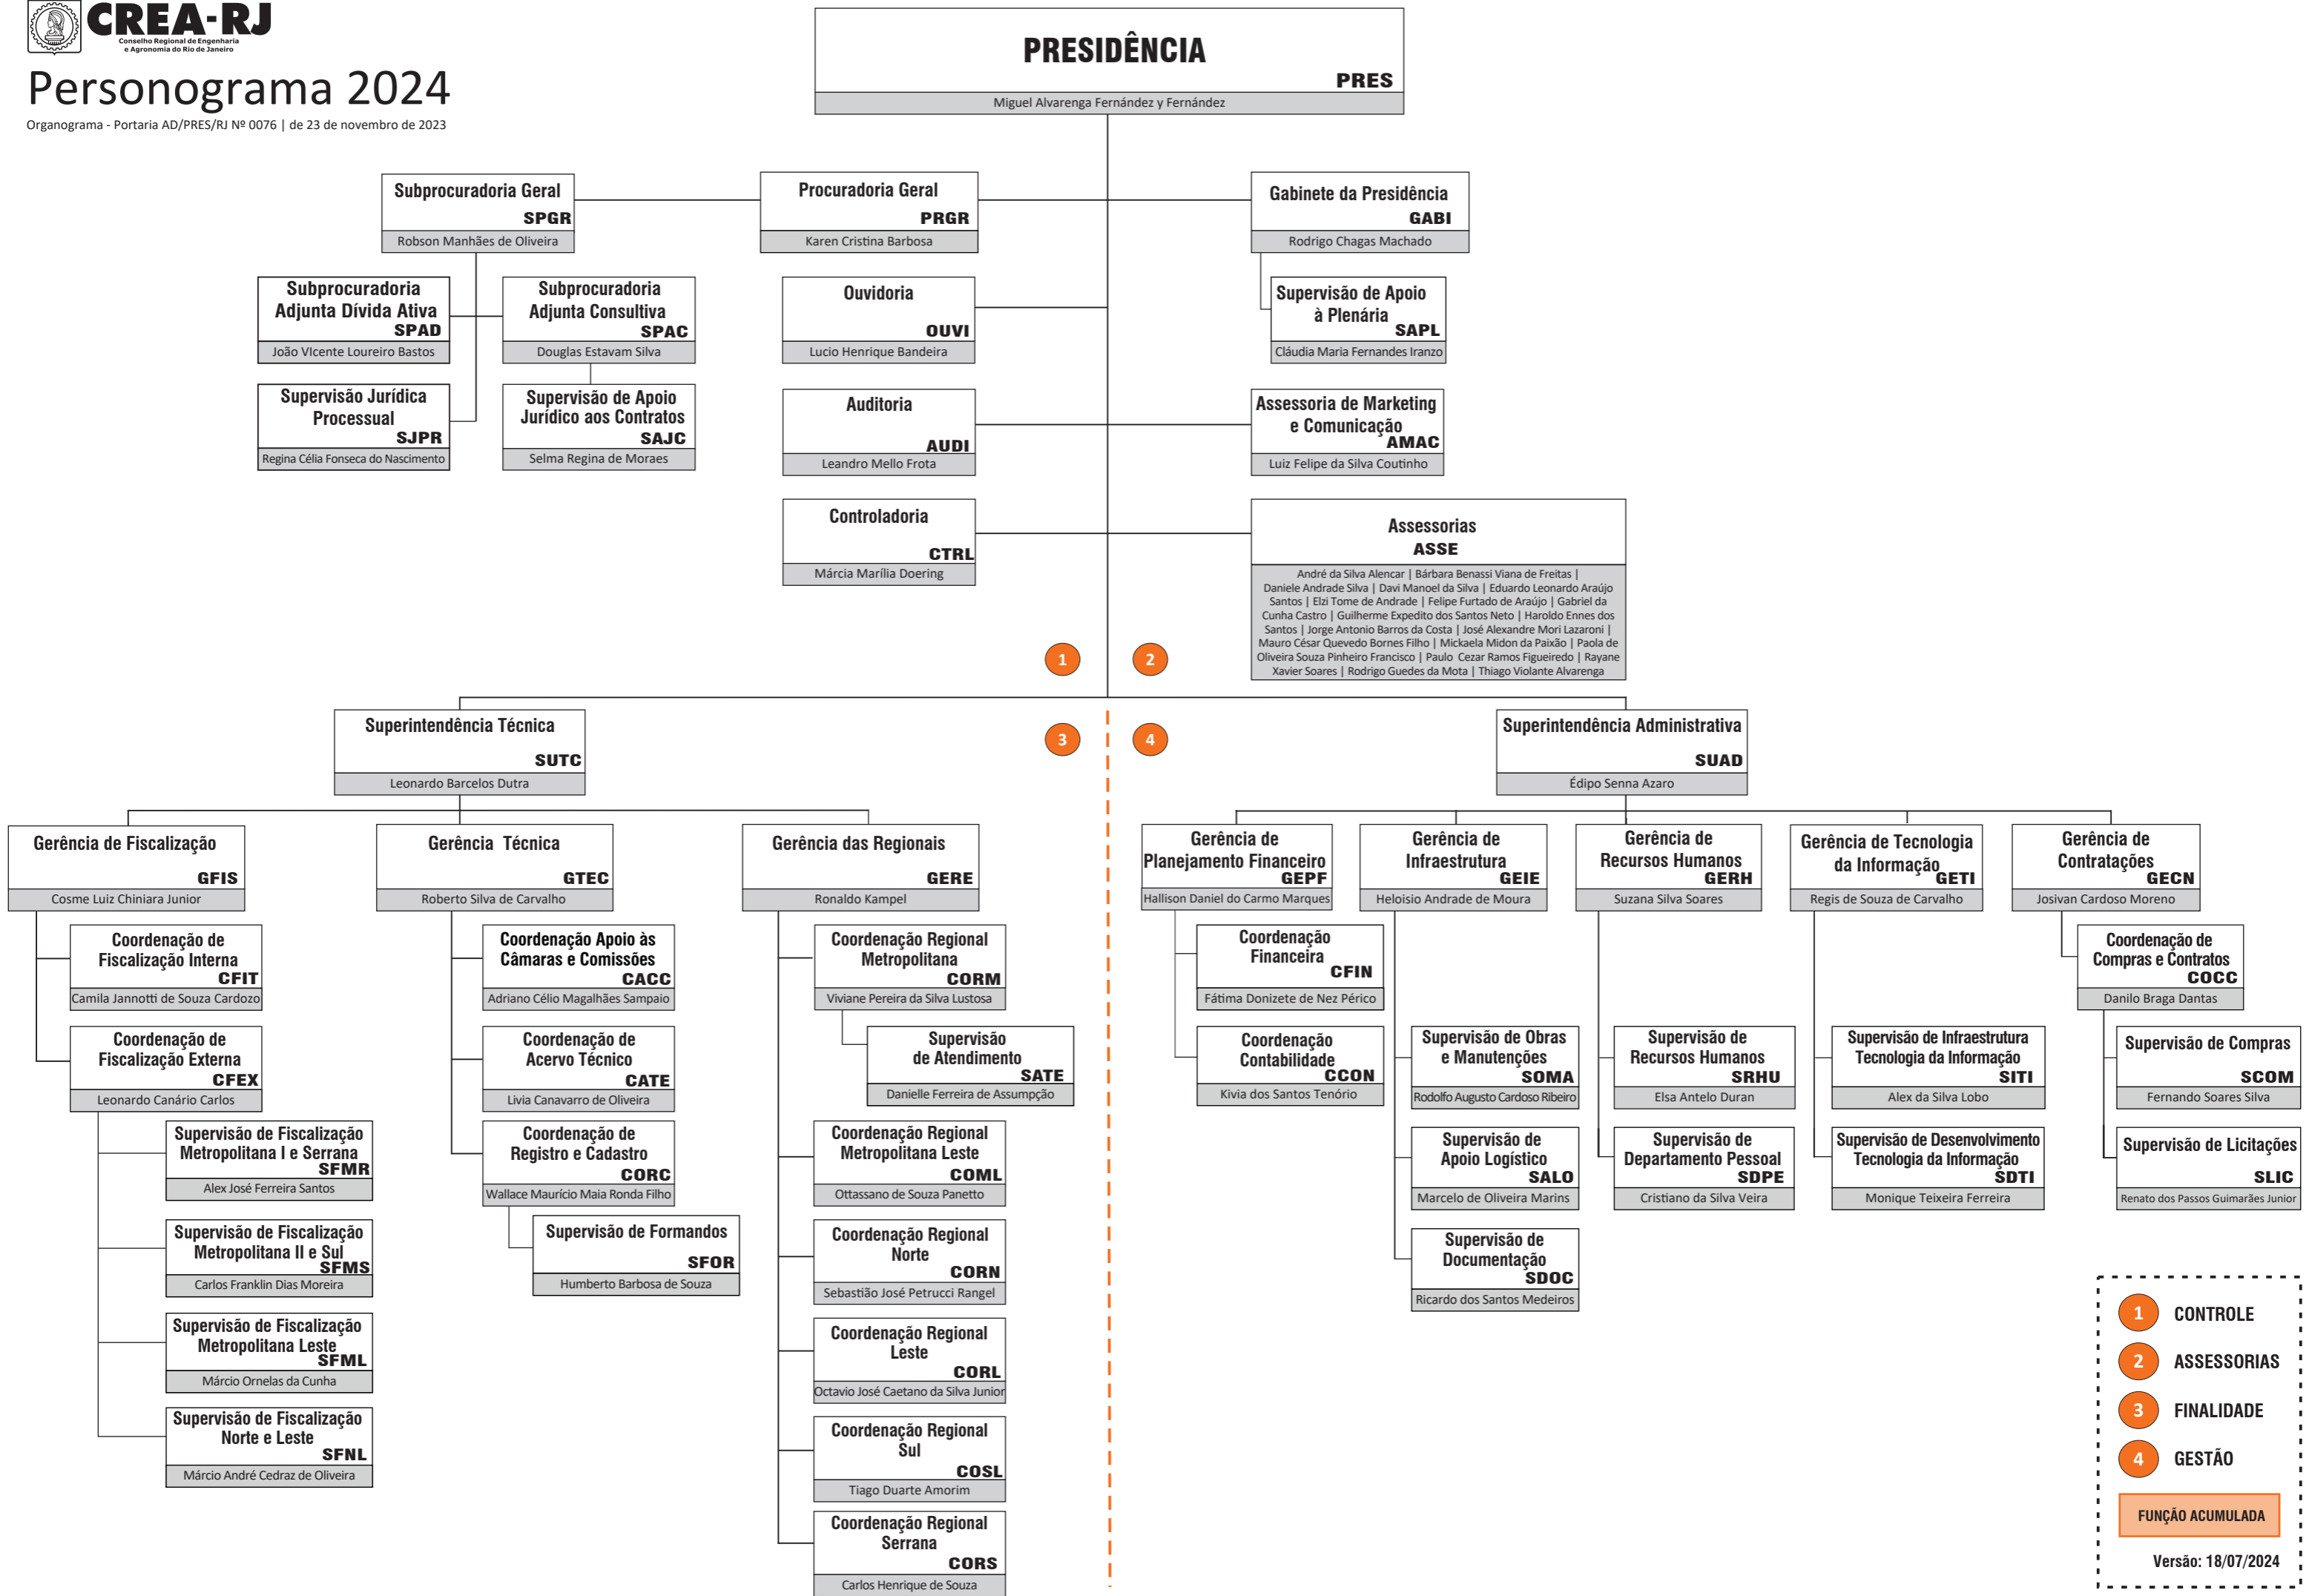 CREA-RJ
Conselho Regional de Engenharia
e Agronomia do Rio de Janeiro
Personograma 2024
Organograma - Portaria AD/PRES/RJ Nº 0076 | de 23 de novembro de 2023
PRESIDÊNCIA
PRES
Miguel Alvarenga Fernández y Fernández
Subprocuradoria Geral
SPGR
Robson Manhães de Oliveira
Procuradoria Geral
PRGR
Karen Cristina Barbosa
Gabinete da Presidência
GABI
Rodrigo Chagas Machado
Subprocuradoria
Adjunta Dívida Ativa
SPAD
João VIcente Loureiro Bastos
Subprocuradoria
Adjunta Consultiva
SPAC
Douglas Estavam Silva
Ouvidoria
OUVI
Lucio Henrique Bandeira
Supervisão de Apoio
à Plenária
SAPL
Cláudia Maria Fernandes Iranzo
Supervisão Jurídica
Processual
SJPR
Regina Célia Fonseca do Nascimento
Supervisão de Apoio
Jurídico aos Contratos
SAJC
Selma Regina de Moraes
Auditoria
AUDI
Leandro Mello Frota
Assessoria de Marketing
e Comunicação
AMAC
Luiz Felipe da Silva Coutinho
Controladoria
CTRL
Márcia Marília Doering
Assessorias
ASSE
André da Silva Alencar | Bárbara Benassi Viana de Freitas |
Daniele Andrade Silva | Davi Manoel da Silva | Eduardo Leonardo Araújo
Santos | Elzi Tome de Andrade | Felipe Furtado de Araújo | Gabriel da
Cunha Castro | Guilherme Expedito dos Santos Neto | Haroldo Ennes dos
Santos | Jorge Antonio Barros da Costa | José Alexandre Mori Lazaroni |
Mauro César Quevedo Bornes Filho | Mickaela Midon da Paixão | Paola de
Oliveira Souza Pinheiro Francisco | Paulo Cezar Ramos Figueiredo | Rayane
Xavier Soares | Rodrigo Guedes da Mota | Thiago Violante Alvarenga
1
2
3
4
Superintendência Técnica
SUTC
Leonardo Barcelos Dutra
Superintendência Administrativa
SUAD
Édipo Senna Azaro
Gerência de Fiscalização
GFIS
Cosme Luiz Chiniara Junior
Gerência Técnica
GTEC
Roberto Silva de Carvalho
Gerência das Regionais
GERE
Ronaldo Kampel
Gerência de
Planejamento Financeiro
GEPF
Hallison Daniel do Carmo Marques
Gerência de
Infraestrutura
GEIE
Heloisio Andrade de Moura
Gerência de
Recursos Humanos
GERH
Suzana Silva Soares
Gerência de Tecnologia
da Informação
GETI
Regis de Souza de Carvalho
Gerência de
Contratações
GECN
Josivan Cardoso Moreno
Coordenação de
Fiscalização Interna
CFIT
Camila Jannotti de Souza Cardozo
Coordenação de
Fiscalização Externa
CFEX
Leonardo Canário Carlos
Supervisão de Fiscalização
Metropolitana I e Serrana
SFMR
Alex José Ferreira Santos
Supervisão de Fiscalização
Metropolitana II e Sul
SFMS
Carlos Franklin Dias Moreira
Supervisão de Fiscalização
Metropolitana Leste
SFML
Márcio Ornelas da Cunha
Supervisão de Fiscalização
Norte e Leste
SFNL
Márcio André Cedraz de Oliveira
Coordenação Apoio às
Câmaras e Comissões
CACC
Adriano Célio Magalhães Sampaio
Coordenação de
Acervo Técnico
CATE
Livia Canavarro de Oliveira
Coordenação de
Registro e Cadastro
CORC
Wallace Maurício Maia Ronda Filho
Supervisão de Formandos
SFOR
Humberto Barbosa de Souza
Coordenação Regional
Metropolitana
CORM
Viviane Pereira da Silva Lustosa
Supervisão
de Atendimento
SATE
Danielle Ferreira de Assumpção
Coordenação Regional
Metropolitana Leste
COML
Ottassano de Souza Panetto
Coordenação Regional
Norte
CORN
Sebastião José Petrucci Rangel
Coordenação Regional
Leste
CORL
Octavio José Caetano da Silva Junior
Coordenação Regional
Sul
COSL
Tiago Duarte Amorim
Coordenação Regional
Serrana
CORS
Carlos Henrique de Souza
Coordenação
Financeira
CFIN
Fátima Donizete de Nez Périco
Coordenação
Contabilidade
CCON
Kivia dos Santos Tenório
Supervisão de Obras
e Manutenções
SOMA
Rodolfo Augusto Cardoso Ribeiro
Supervisão de
Apoio Logístico
SALO
Marcelo de Oliveira Marins
Supervisão de
Documentação
SDOC
Ricardo dos Santos Medeiros
Supervisão de
Recursos Humanos
SRHU
Elsa Antelo Duran
Supervisão de
Departamento Pessoal
SDPE
Cristiano da Silva Veira
Supervisão de Infraestrutura
Tecnologia da Informação
SITI
Alex da Silva Lobo
Supervisão de Desenvolvimento
Tecnologia da Informação
SDTI
Monique Teixeira Ferreira
Coordenação de
Compras e Contratos
COCC
Danilo Braga Dantas
Supervisão de Compras
SCOM
Fernando Soares Silva
Supervisão de Licitações
SLIC
Renato dos Passos Guimarães Junior
1 CONTROLE
2 ASSESSORIAS
3 FINALIDADE
4 GESTÃO
FUNÇÃO ACUMULADA
Versão: 18/07/2024